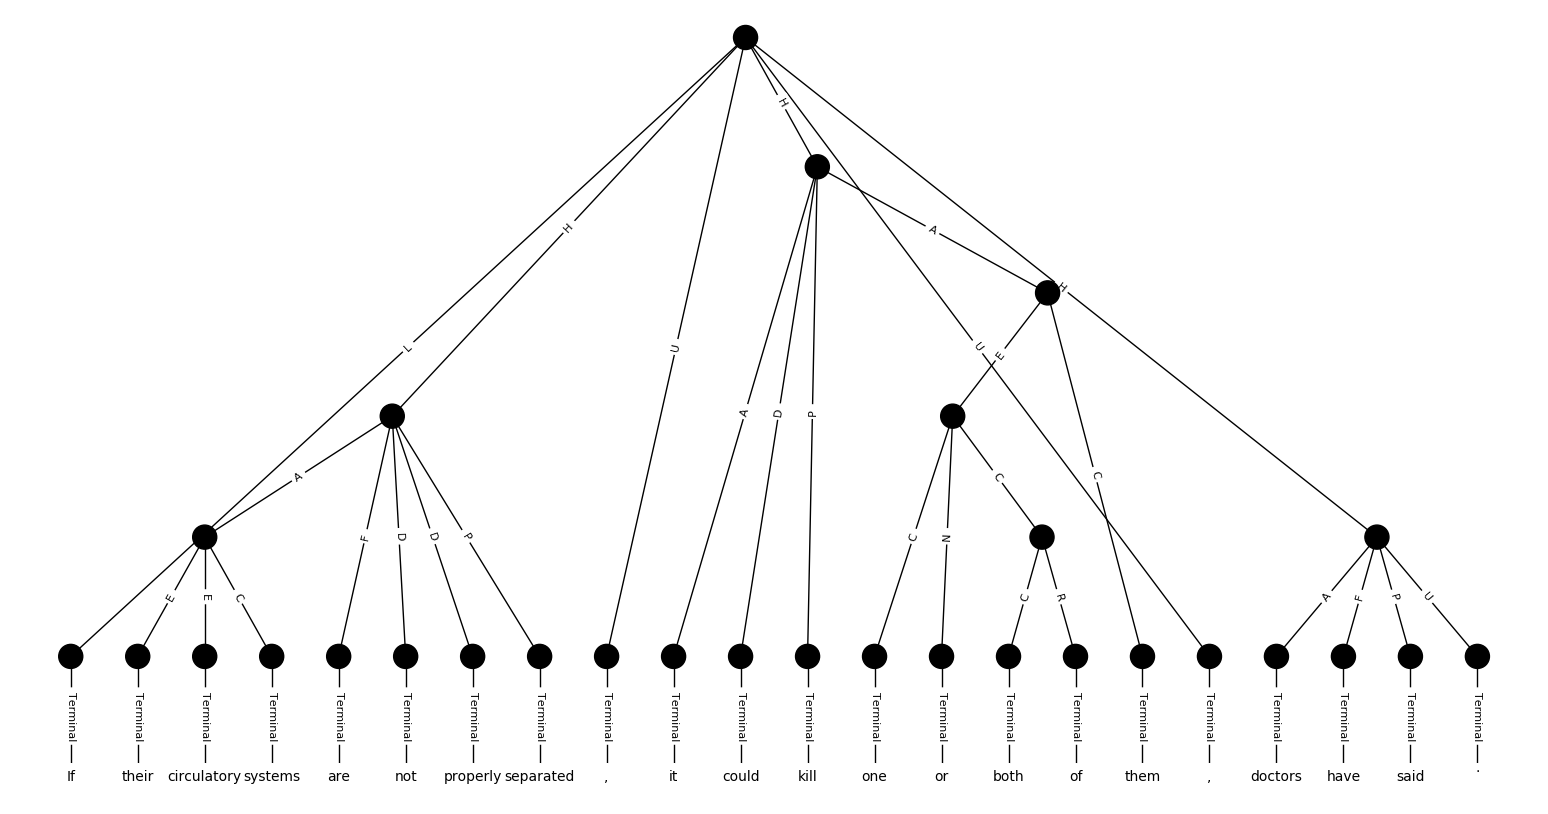 H
A
H
H
L
U
U
E
A
D
P
A
C
C
F
D
D
P
C
N
E
E
C
C
R
A
F
P
U
Terminal Terminal Terminal Terminal Terminal Terminal Terminal Terminal Terminal Terminal Terminal Terminal Terminal Terminal Terminal Terminal Terminal Terminal Terminal Terminal Terminal Terminal
If their circulatory systems are not properly separated , it could kill one or both of them , doctors have said .